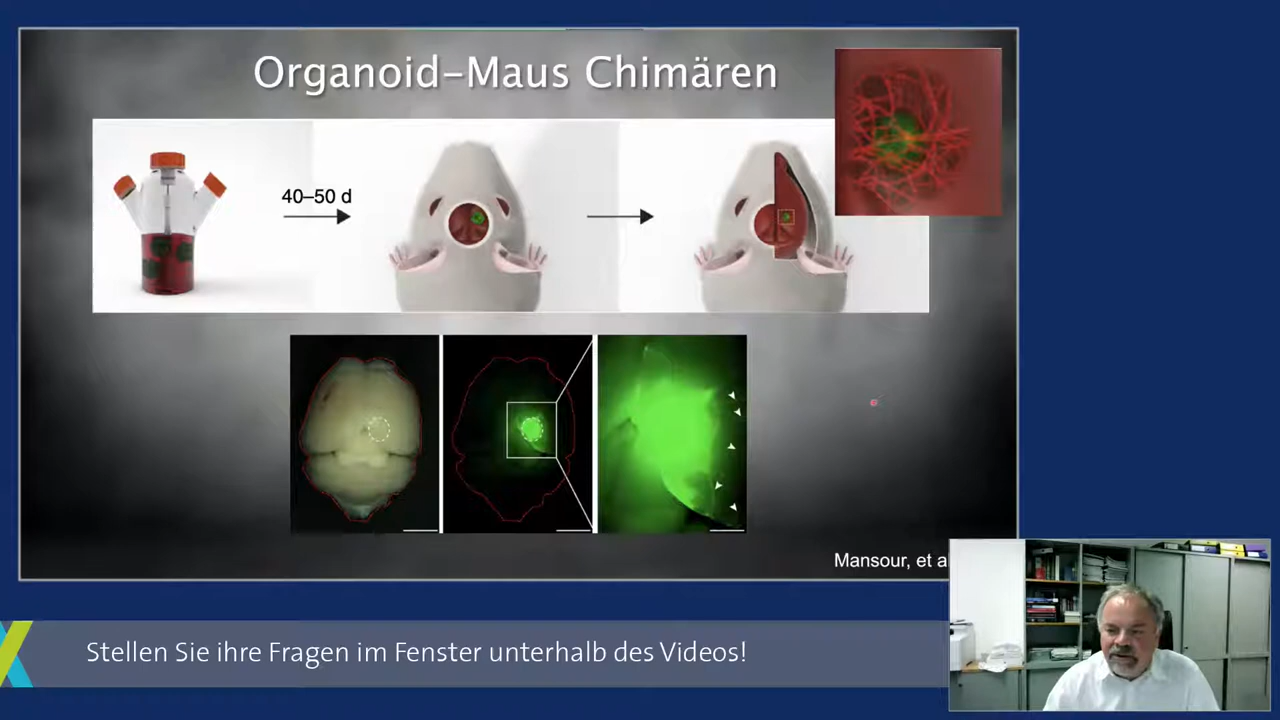 Organoid-Maus Chimären
40–50 d
Mansour, et a
Stellen Sie ihre Fragen im Fenster unterhalb des Videos!